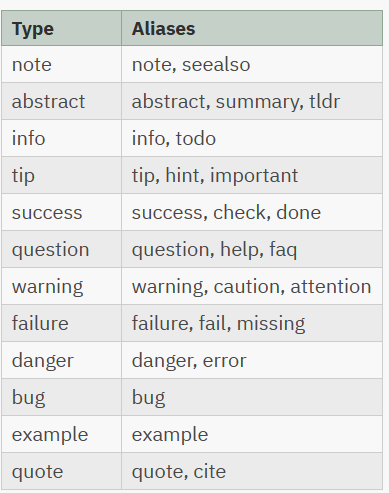 Type Aliases
note note, seealso
abstract abstract, summary, tldr
info info, todo
tip tip, hint, important
success success, check, done
question question, help, faq
warning warning, caution, attention
failure failure, fail, missing
danger danger, error
bug bug
example example
quote quote, cite